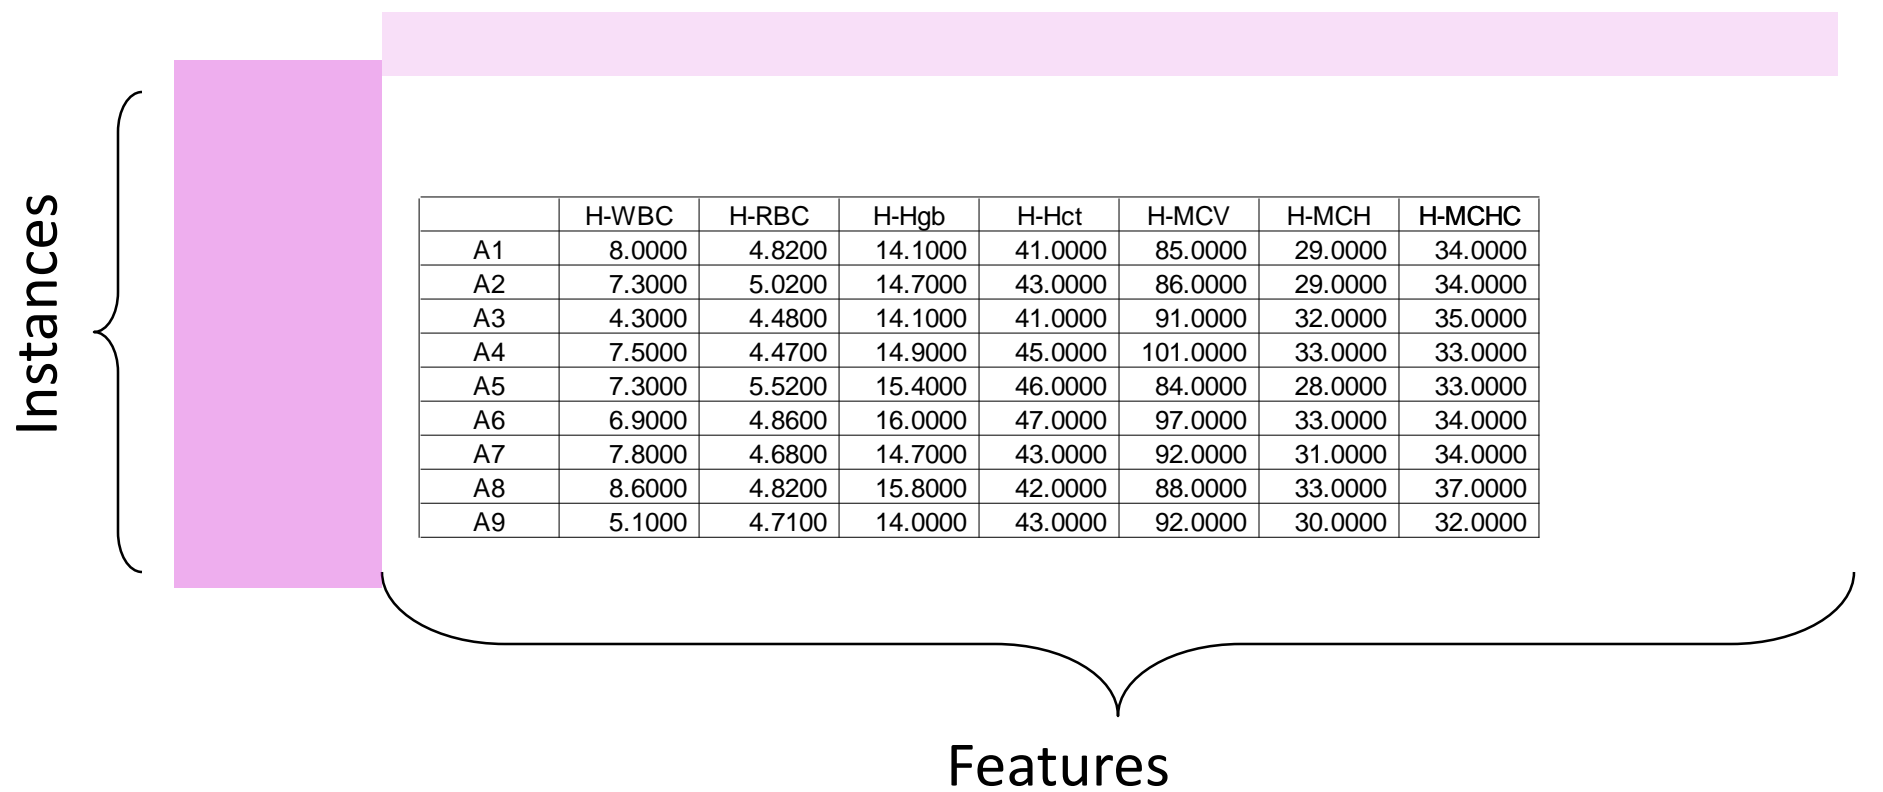 Instances
H-WBC H-RBC H-Hgb H-Hct H-MCV H-MCH H-MCHC
A1 8.0000 4.8200 14.1000 41.0000 85.0000 29.0000 34.0000
A2 7.3000 5.0200 14.7000 43.0000 86.0000 29.0000 34.0000
A3 4.3000 4.4800 14.1000 41.0000 91.0000 32.0000 35.0000
A4 7.5000 4.4700 14.9000 45.0000 101.0000 33.0000 33.0000
A5 7.3000 5.5200 15.4000 46.0000 84.0000 28.0000 33.0000
A6 6.9000 4.8600 16.0000 47.0000 97.0000 33.0000 34.0000
A7 7.8000 4.6800 14.7000 43.0000 92.0000 31.0000 34.0000
A8 8.6000 4.8200 15.8000 42.0000 88.0000 33.0000 37.0000
A9 5.1000 4.7100 14.0000 43.0000 92.0000 30.0000 32.0000
Features